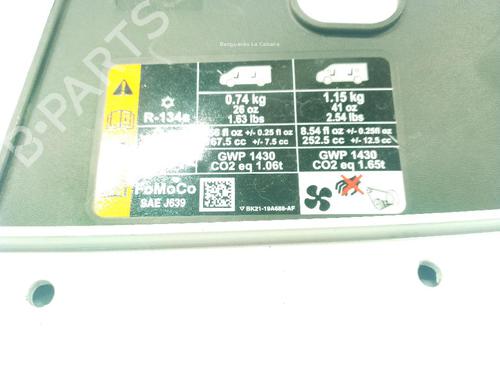 Desguaces La Cabaña
B-PARTS
R-134a
0.74 kg
26 oz
1.63 lbs
1.15 kg
41 oz
2.54 lbs
fl oz +/- 0.25 fl oz
67.5 cc +/- 7.5 cc
8.54 fl oz +/- 0.25fl oz
252.5 cc +/- 12.5 cc
GWP 1430
CO2 eq 1.06t
GWP 1430
CO2 eq 1.65t
FoMoCo
SAE J639
BK21-19A688-AF